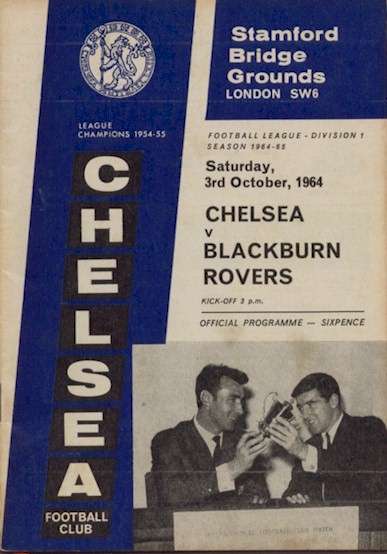 Stamford
Bridge
Grounds
LONDON SW6
LEAGUE
CHAMPIONS 1954-55
FOOTBALL LEAGUE - DIVISION 1
SEASON 1964-65
Saturday,
3rd October, 1964
CHELSEA
v
BLACKBURN
ROVERS
KICK-OFF 3 p.m.
OFFICIAL PROGRAMME — SIXPENCE
CHELSEA
FOOTBALL
CLUB